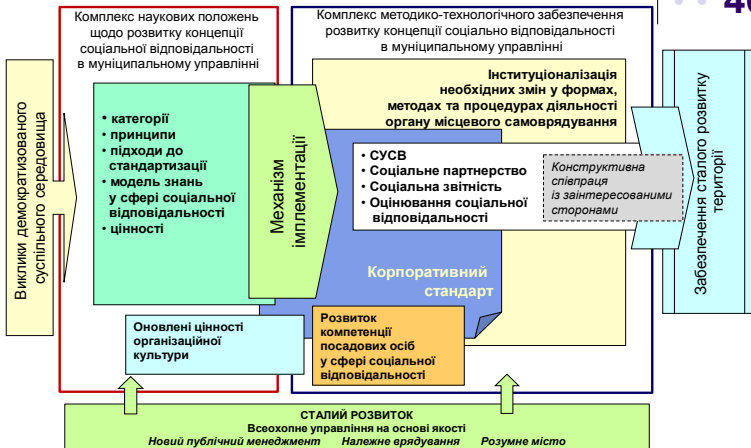 Комплекс наукових положень
щодо розвитку концепції
соціальної відповідальності
в муніципальному управлінні
Комплекс методико-технологічного забезпечення
розвитку концепції соціально відповідальності
в муніципальному управлінні
Виклики демократизованого
суспільного середовища
• категорії
• принципи
• підходи до
стандартизації
• модель знань
у сфері соціальної
відповідальності
• цінності
Механізм
імплементації
Інституціоналізація
необхідних змін у формах,
методах та процедурах діяльності
органу місцевого самоврядування
• СУСВ
• Соціальне партнерство
• Соціальна звітність
• Оцінювання соціальної
відповідальності
Конструктивна
співпраця
із заінтересованими
сторонами
Забезпечення сталого розвитку
території
Корпоративний
стандарт
Оновлені цінності
організаційної
культури
Розвиток
компетенції
посадових осіб
у сфері соціальної
відповідальності
СТАЛИЙ РОЗВИТОК
Всеохопне управління на основі якості
Новий публічний менеджмент Належне врядування Розумне місто